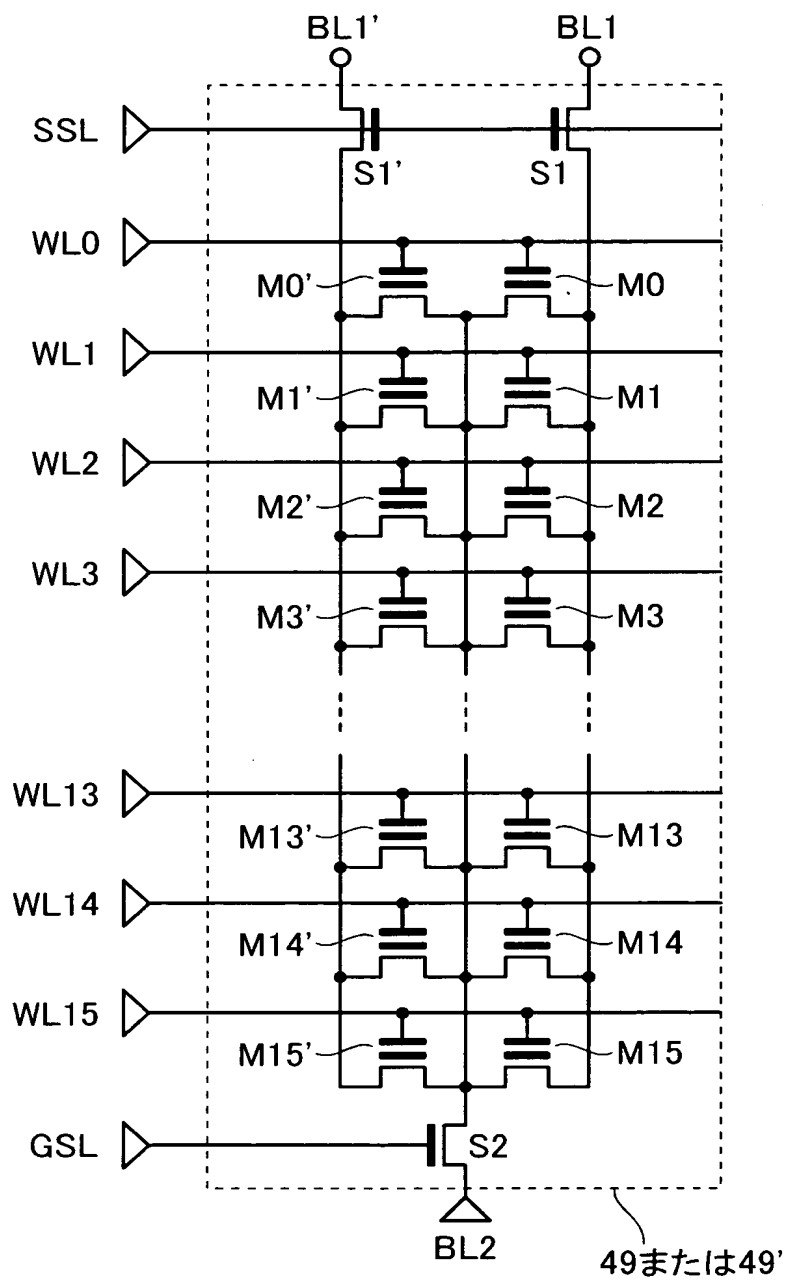 BL1' BL1
SSL
S1' S1
WL0
M0' M0
WL1
M1' M1
WL2
M2' M2
WL3
M3' M3
WL13
M13' M13
WL14
M14' M14
WL15
M15' M15
GSL S2
BL2
49または49'